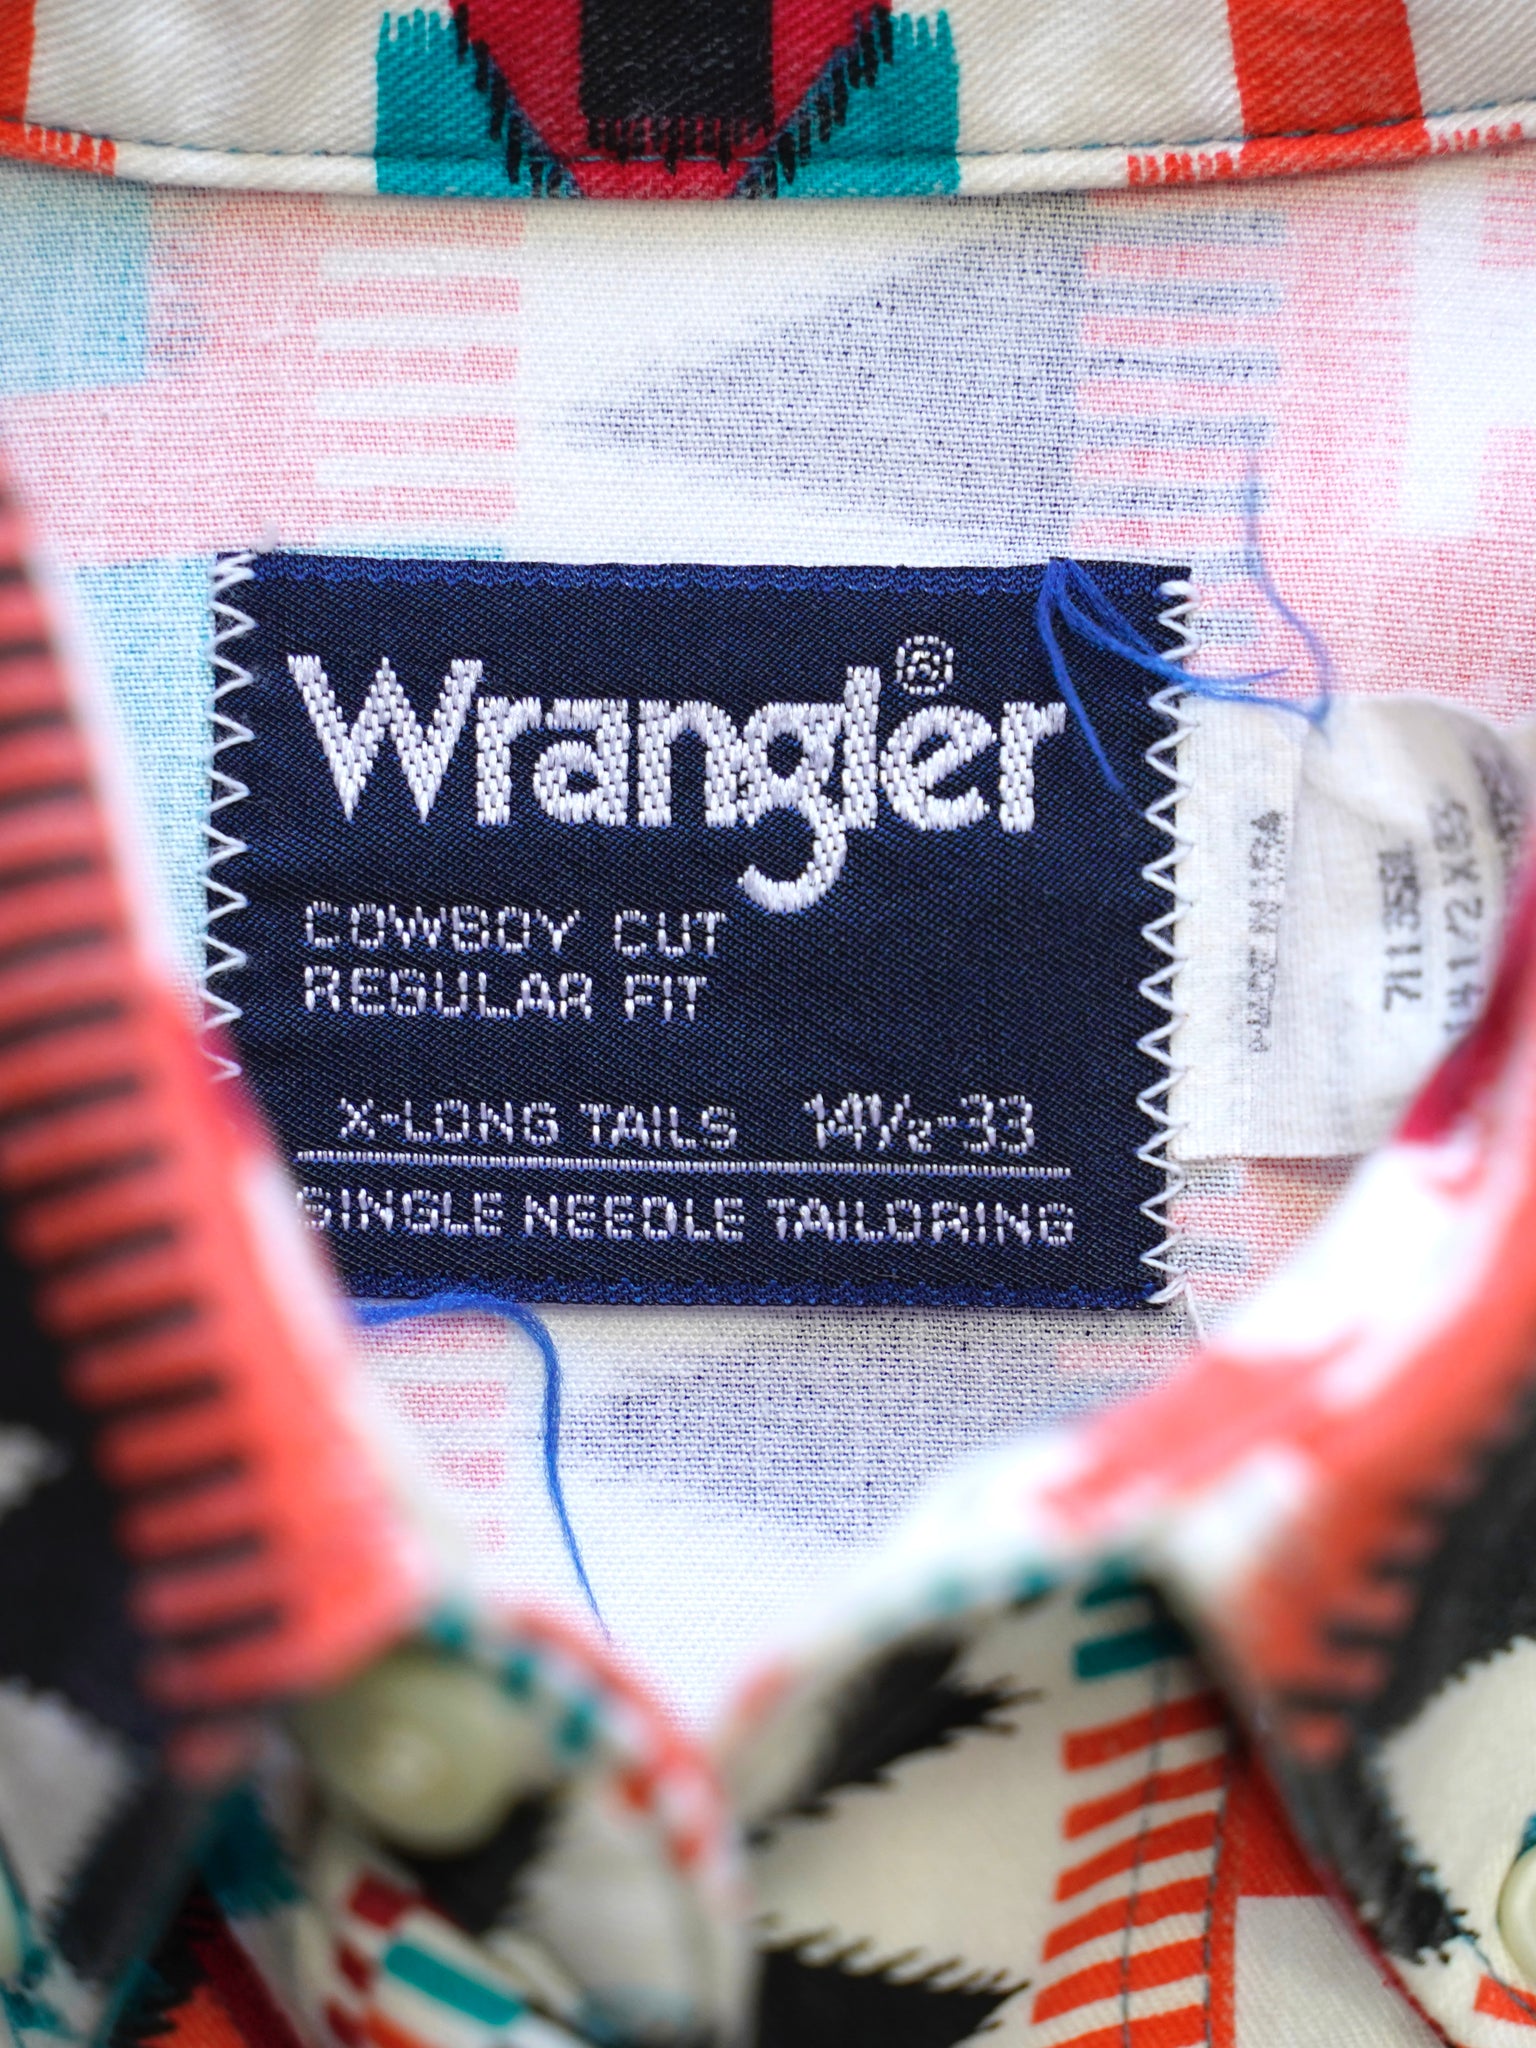 Wrangler®
COWBOY CUT
REGULAR FIT
X-LONG TAILS 14½-33
SINGLE NEEDLE TAILORING